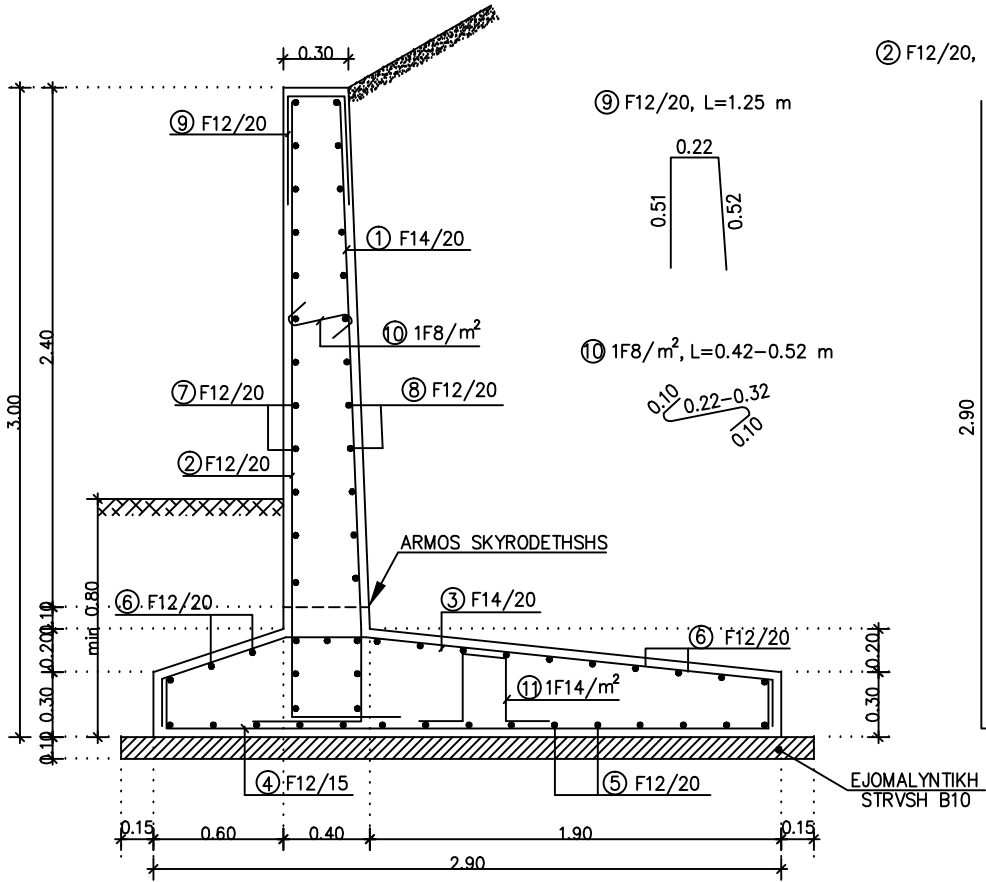 0.30
② F12/20,
⑨ F12/20, L=1.25 m
⑨ F12/20
0.22
0.51
0.52
① F14/20
2.40
3.00
⑩ 1F8/m²
⑩ 1F8/m², L=0.42-0.52 m
0.10
0.22-0.32
0.10
⑦ F12/20
⑧ F12/20
2.90
② F12/20
ARMOS SKYRODETHSHS
min 0.80
⑥ F12/20
③ F14/20
⑥ F12/20
0.10
0.20
0.20
⑪ 1F14/m²
0.30
0.30
0.10
④ F12/15
⑤ F12/20
EJOMALYNTIKH
STRVSH B10
0.15
0.60
0.40
1.90
0.15
2.90